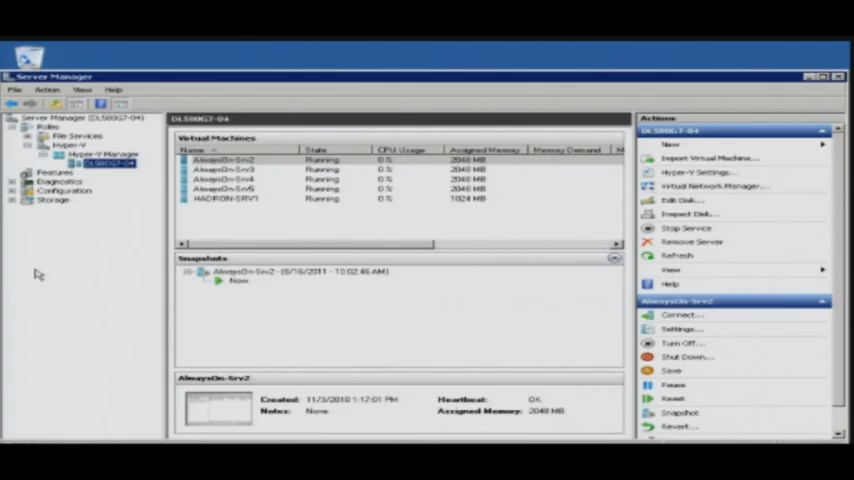 Server Manager
File Action View Help
Server Manager (DL580G7-04)
Roles
File Services
Hyper-V
Hyper-V Manager
DL580G7-04
Features
Diagnostics
Configuration
Storage
DL580G7-04
Virtual Machines
Name State CPU Usage Assigned Memory Memory Demand M
AlwaysOn-Srv2 Running 0 % 2048 MB
AlwaysOn-Srv3 Running 0 % 2048 MB
AlwaysOn-Srv4 Running 0 % 2048 MB
AlwaysOn-Srv5 Running 0 % 2048 MB
HADRON-SRV1 Running 0 % 1024 MB
Snapshots
AlwaysOn-Srv2 - (8/16/2011 - 10:02:46 AM)
Now
AlwaysOn-Srv2
Created: 11/3/2010 1:17:01 PM Heartbeat: OK
Notes: None Assigned Memory: 2048 MB
Actions
DL580G7-04
New
Import Virtual Machine...
Hyper-V Settings...
Virtual Network Manager...
Edit Disk...
Inspect Disk...
Stop Service
Remove Server
Refresh
View
Help
AlwaysOn-Srv2
Connect...
Settings...
Turn Off...
Shut Down...
Save
Pause
Reset
Snapshot
Revert...